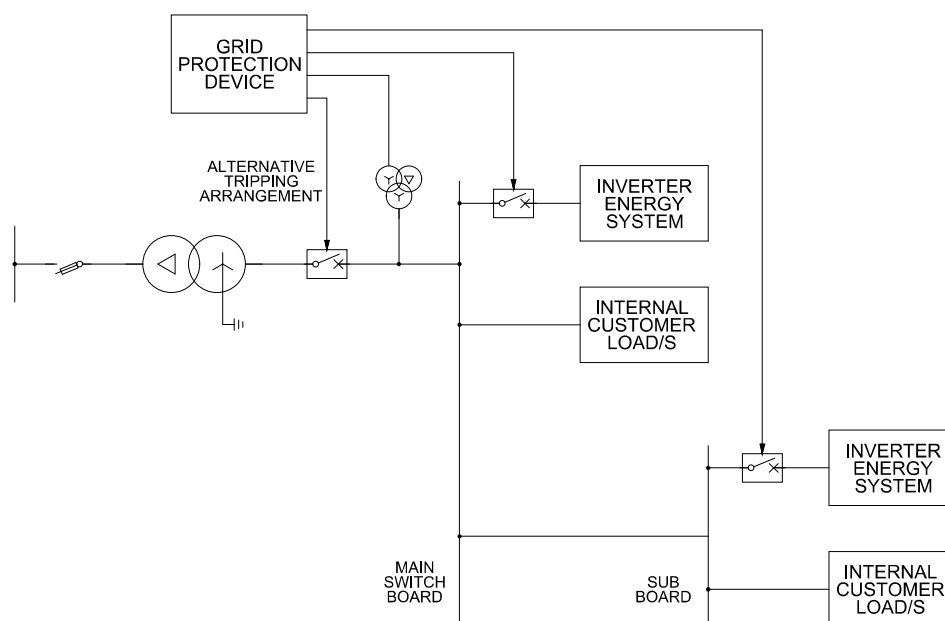 GRID
PROTECTION
DEVICE
ALTERNATIVE
TRIPPING
ARRANGEMENT
INVERTER
ENERGY
SYSTEM
INTERNAL
CUSTOMER
LOAD/S
INVERTER
ENERGY
SYSTEM
MAIN
SWITCH
BOARD
SUB
BOARD
INTERNAL
CUSTOMER
LOAD/S